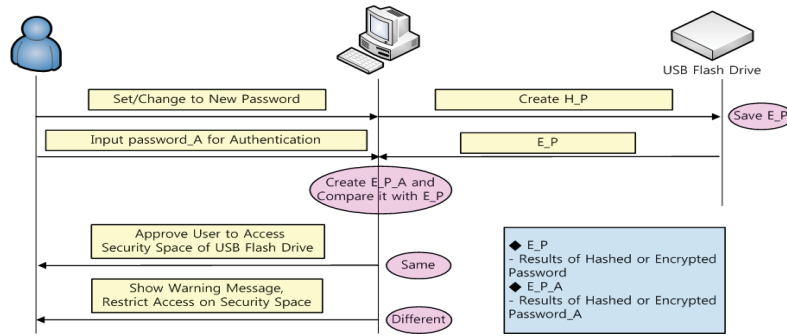 USB Flash Drive
Set/Change to New Password
Create H_P
Save E_P
Input password_A for Authentication
E_P
Create E_P_A and
Compare it with E_P
Approve User to Access
Security Space of USB Flash Drive
Same
Show Warning Message,
Restrict Access on Security Space
Different
◆ E_P
- Results of Hashed or Encrypted
Password
◆ E_P_A
- Results of Hashed or Encrypted
Password_A